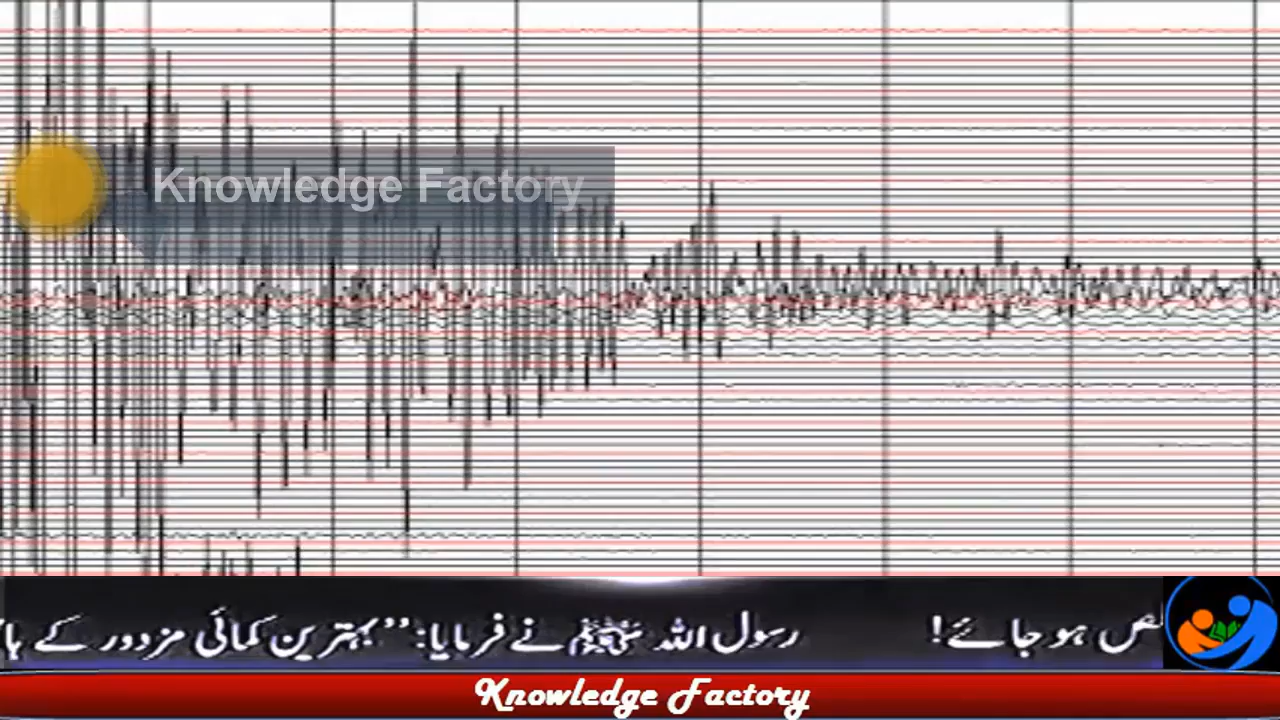 Knowledge Factory
ص ہو جائے! رسول اللہ ﷺ نے فرمایا: ”بہترین کمائی مزدور کے
Knowledge Factory